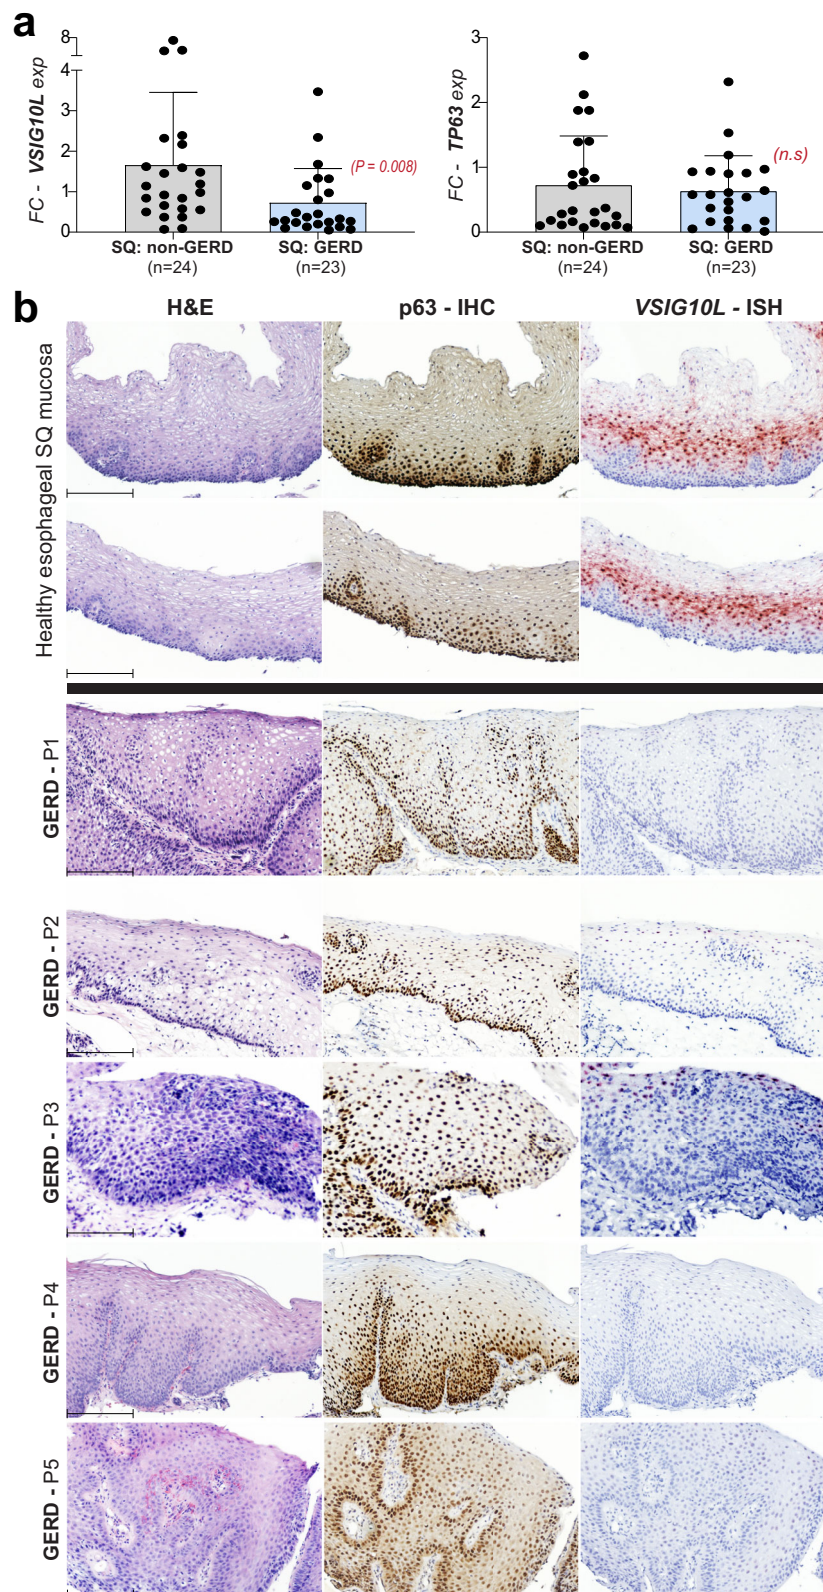 a
FC - VSIG10L exp
8
4
3
2
1
0
(P = 0.008)
SQ: non-GERD
(n=24)
SQ: GERD
(n=23)
FC - TP63 exp
3
2
1
0
(n.s)
SQ: non-GERD
(n=24)
SQ: GERD
(n=23)
b
H&E
p63 - IHC
VSIG10L - ISH
Healthy esophageal SQ mucosa
GERD - P1
GERD - P2
GERD - P3
GERD - P4
GERD - P5